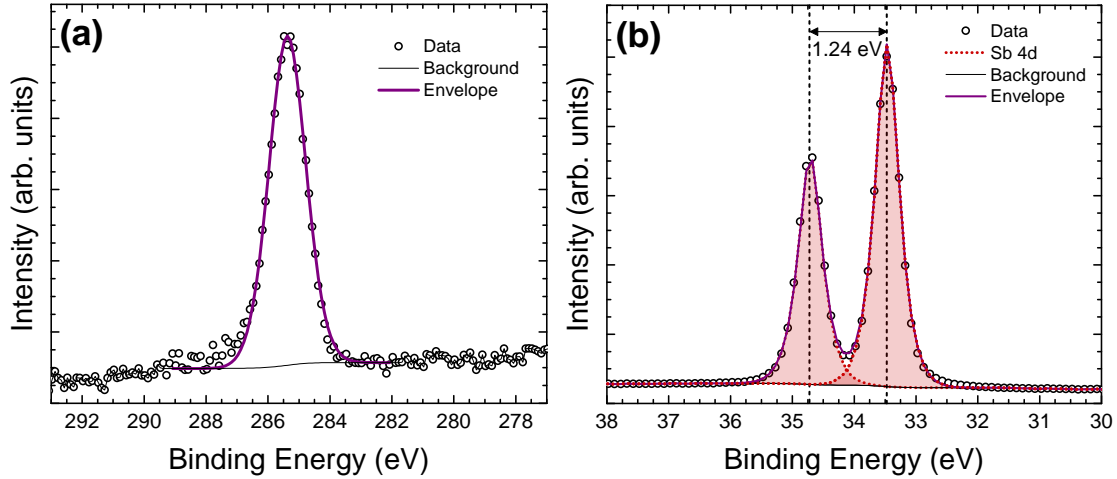 (a)
Data
Background
Envelope
Intensity (arb. units)
292 290 288 286 284 282 280 278
Binding Energy (eV)
(b)
1.24 eV
Data
Sb 4d
Background
Envelope
Intensity (arb. units)
38 37 36 35 34 33 32 31 30
Binding Energy (eV)